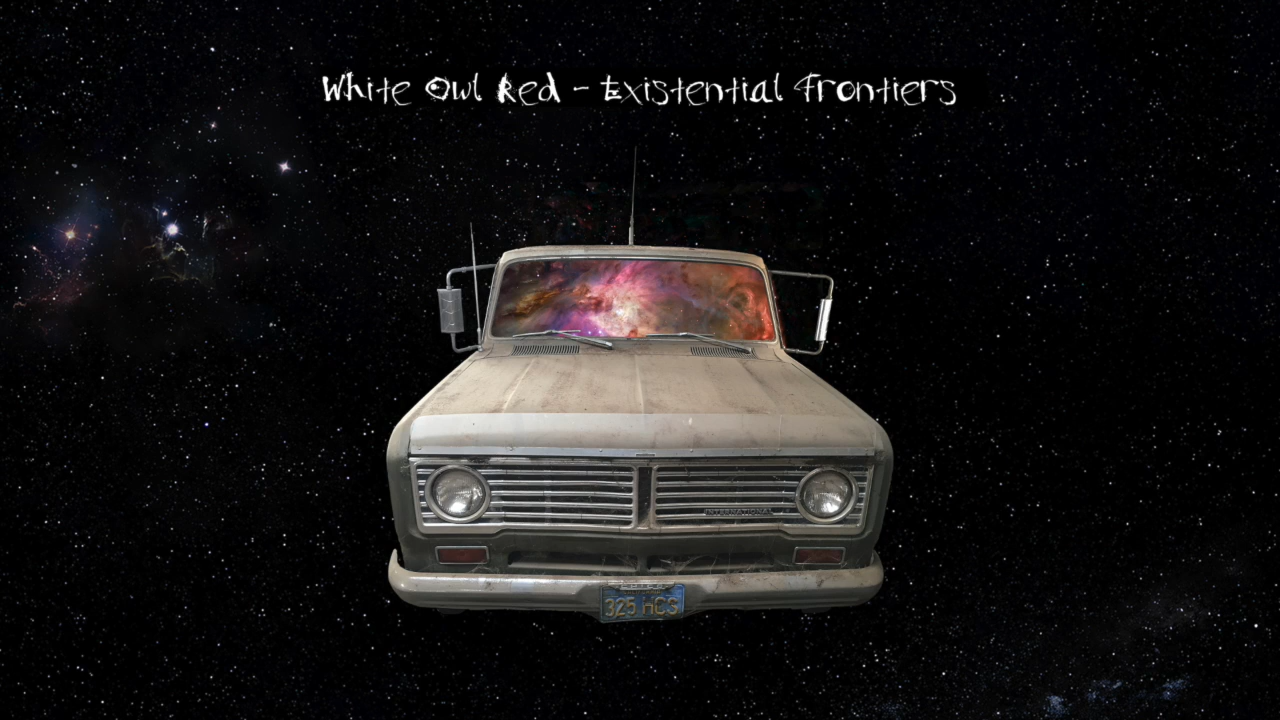 White Owl Red - Existential Frontiers
INTERNATIONAL
325 HCS